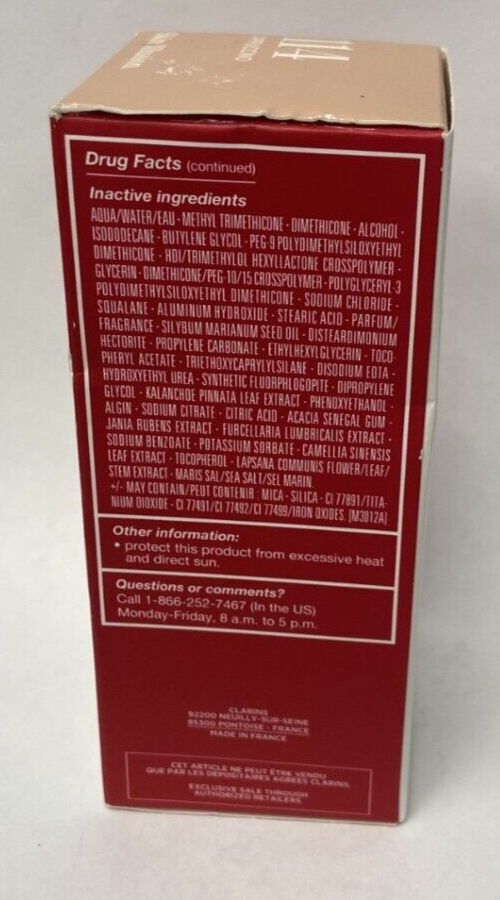 114
Drug Facts (continued)
Inactive ingredients
AQUA/WATER/EAU · METHYL TRIMETHICONE · DIMETHICONE · ALCOHOL ·
ISODODECANE · BUTYLENE GLYCOL · PEG-9 POLYDIMETHYLSILOXYETHYL
DIMETHICONE · HDI/TRIMETHYLOL HEXYLLACTONE CROSSPOLYMER ·
GLYCERIN · DIMETHICONE/PEG-10/15 CROSSPOLYMER · POLYGLYCERYL-3
POLYDIMETHYLSILOXYETHYL DIMETHICONE · SODIUM CHLORIDE ·
SQUALANE · ALUMINUM HYDROXIDE · STEARIC ACID · PARFUM/
FRAGRANCE · SILYBUM MARIANUM SEED OIL · DISTEARDIMONIUM
HECTORITE · PROPYLENE CARBONATE · ETHYLHEXYLGLYCERIN · TOCO-
PHERYL ACETATE · TRIETHOXYCAPRYLYLSILANE · DISODIUM EDTA ·
HYDROXYETHYL UREA · SYNTHETIC FLUORPHLOGOPITE · DIPROPYLENE
GLYCOL · KALANCHOE PINNATA LEAF EXTRACT · PHENOXYETHANOL ·
ALGIN · SODIUM CITRATE · CITRIC ACID · ACACIA SENEGAL GUM ·
JANIA RUBENS EXTRACT · FURCELLARIA LUMBRICALIS EXTRACT ·
SODIUM BENZOATE · POTASSIUM SORBATE · CAMELLIA SINENSIS
LEAF EXTRACT · TOCOPHEROL · LAPSANA COMMUNIS FLOWER/LEAF/
STEM EXTRACT · MARIS SAL/SEA SALT/SEL MARIN.
+/- MAY CONTAIN/PEUT CONTENIR : MICA · SILICA · CI 77891/TITA-
NIUM DIOXIDE · CI 77491/CI 77492/CI 77499/IRON OXIDES. [M3012A]
Other information:
• protect this product from excessive heat
and direct sun.
Questions or comments?
Call 1-866-252-7467 (In the US)
Monday-Friday, 8 a.m. to 5 p.m.
CLARINS
92200 NEUILLY-SUR-SEINE
95300 PONTOISE - FRANCE
MADE IN FRANCE
CET ARTICLE NE PEUT ÊTRE VENDU
QUE PAR LES DÉPOSITAIRES AGRÉÉS CLARINS.
EXCLUSIVE SALE THROUGH
AUTHORIZED RETAILERS